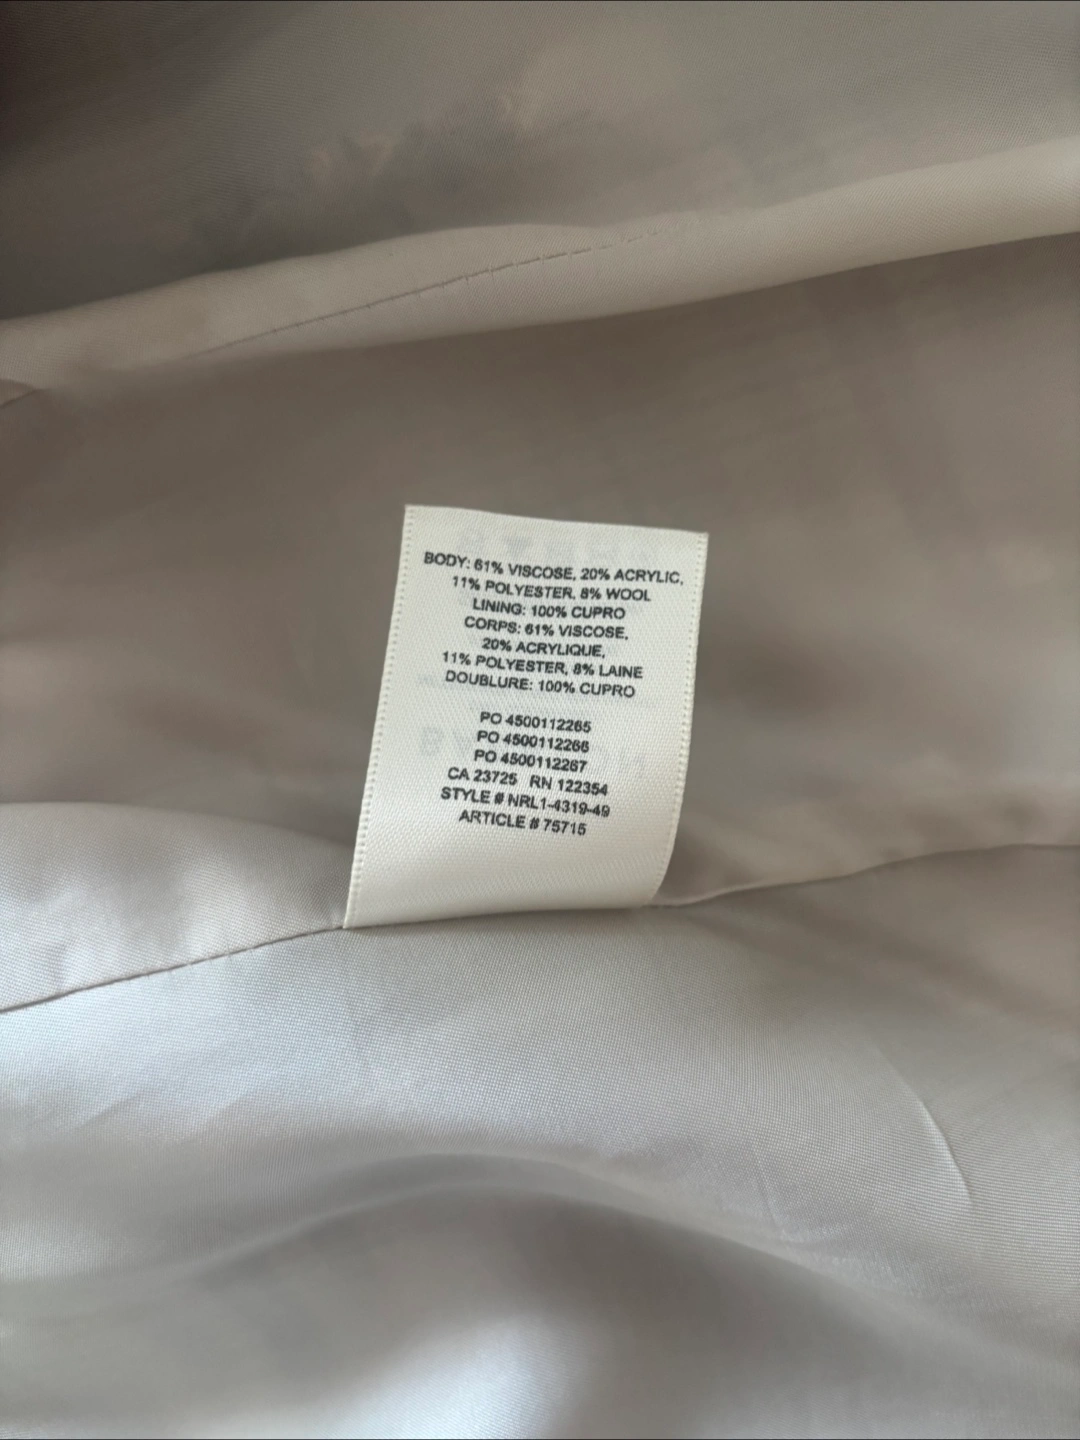 BODY: 61% VISCOSE, 20% ACRYLIC,
11% POLYESTER, 8% WOOL
LINING: 100% CUPRO
CORPS: 61% VISCOSE,
20% ACRYLIQUE,
11% POLYESTER, 8% LAINE
DOUBLURE: 100% CUPRO
PO 4500112265
PO 4500112266
PO 4500112267
CA 23725 RN 122354
STYLE # NRL1-4319-49
ARTICLE # 75715